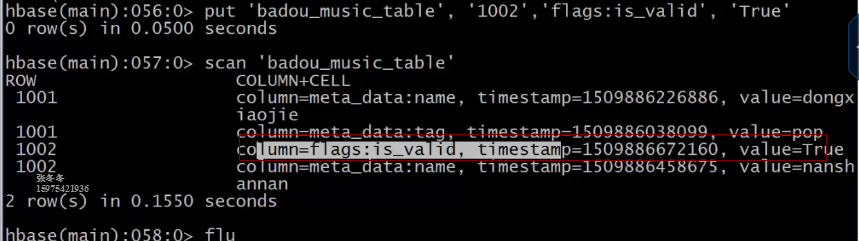 hbase(main):056:0> put 'badou_music_table', '1002','flags:is_valid', 'True'
0 row(s) in 0.0500 seconds
hbase(main):057:0> scan 'badou_music_table'
ROW COLUMN+CELL
1001 column=meta_data:name, timestamp=1509886226886, value=dongx
iaojie
1001 column=meta_data:tag, timestamp=1509886038099, value=pop
1002 column=flags:is_valid, timestamp=1509886672160, value=True
1002 column=meta_data:name, timestamp=1509886458675, value=nansh
annan
张冬冬
15975421936
2 row(s) in 0.1550 seconds
hbase(main):058:0> flu